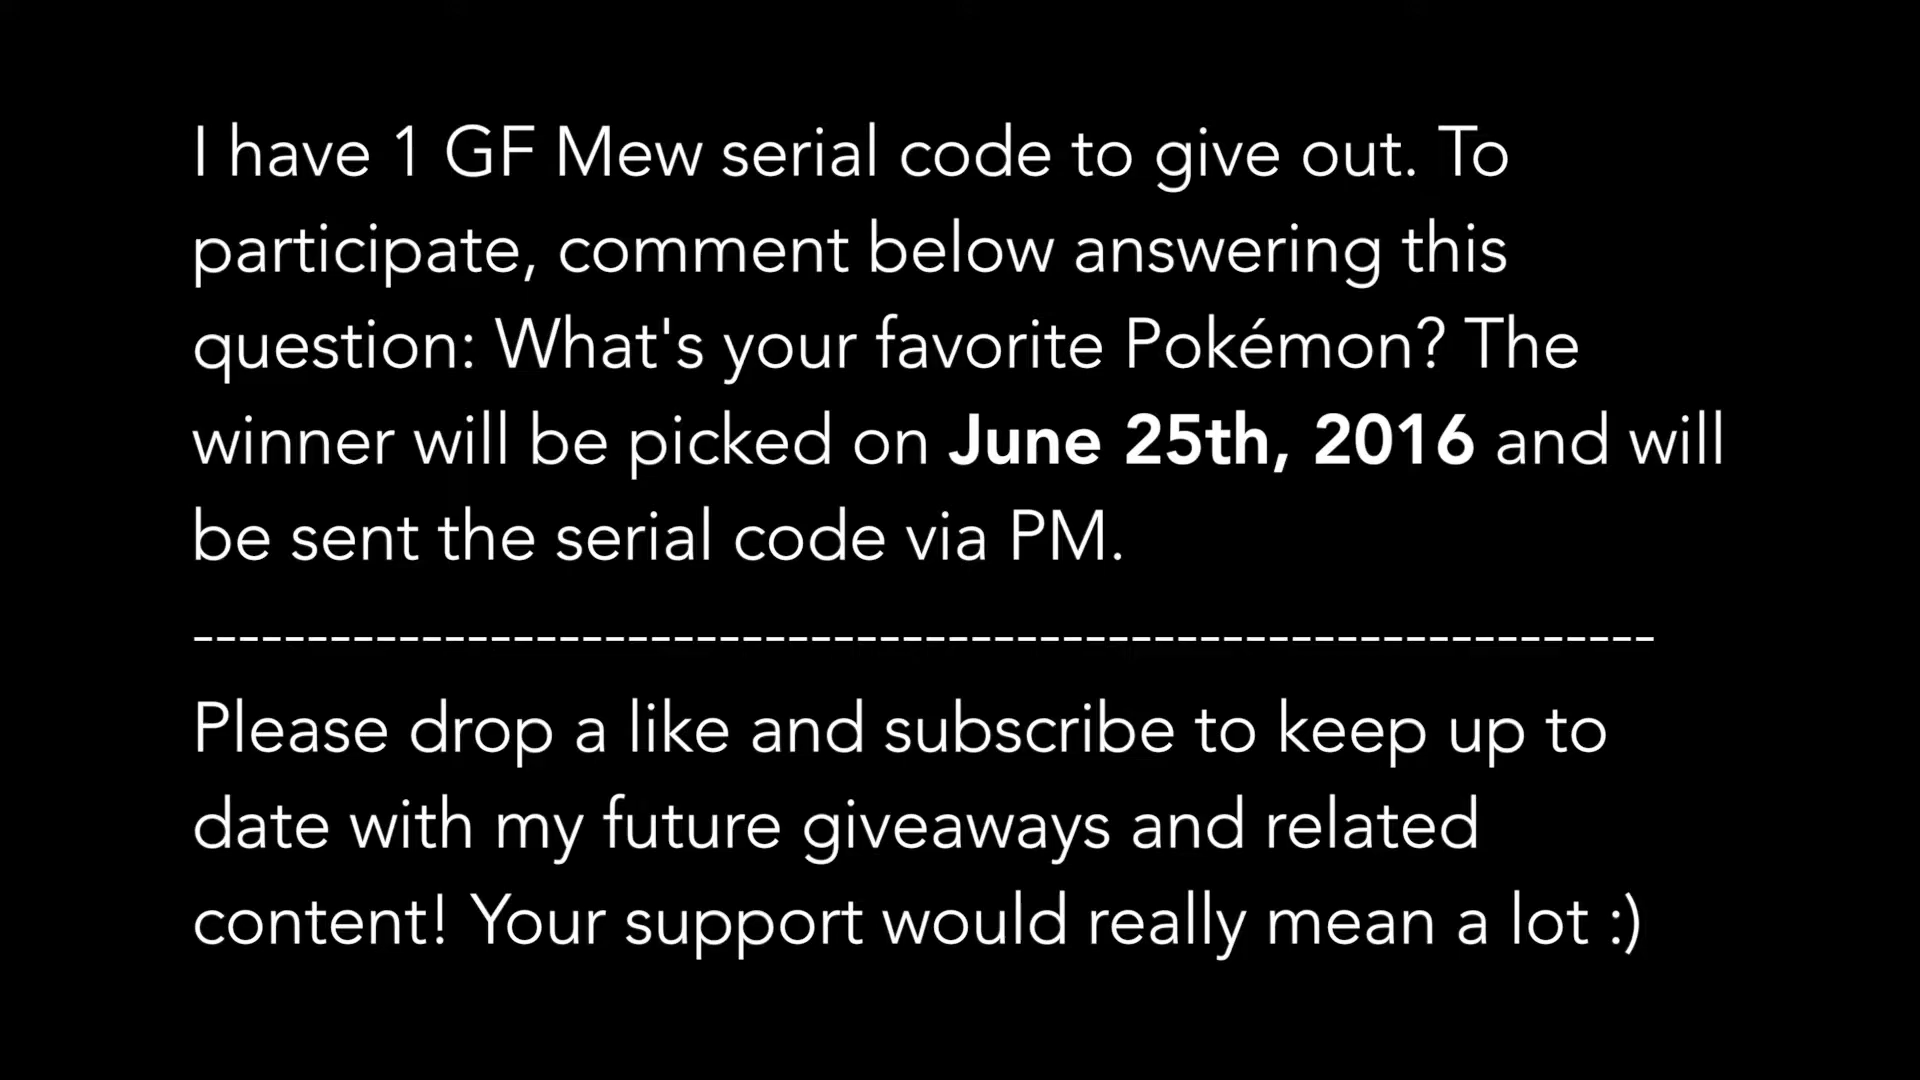 I have 1 GF Mew serial code to give out. To
participate, comment below answering this
question: What's your favorite Pokémon? The
winner will be picked on June 25th, 2016 and will
be sent the serial code via PM.
----------------------------------------------------------------
Please drop a like and subscribe to keep up to
date with my future giveaways and related
content! Your support would really mean a lot :)